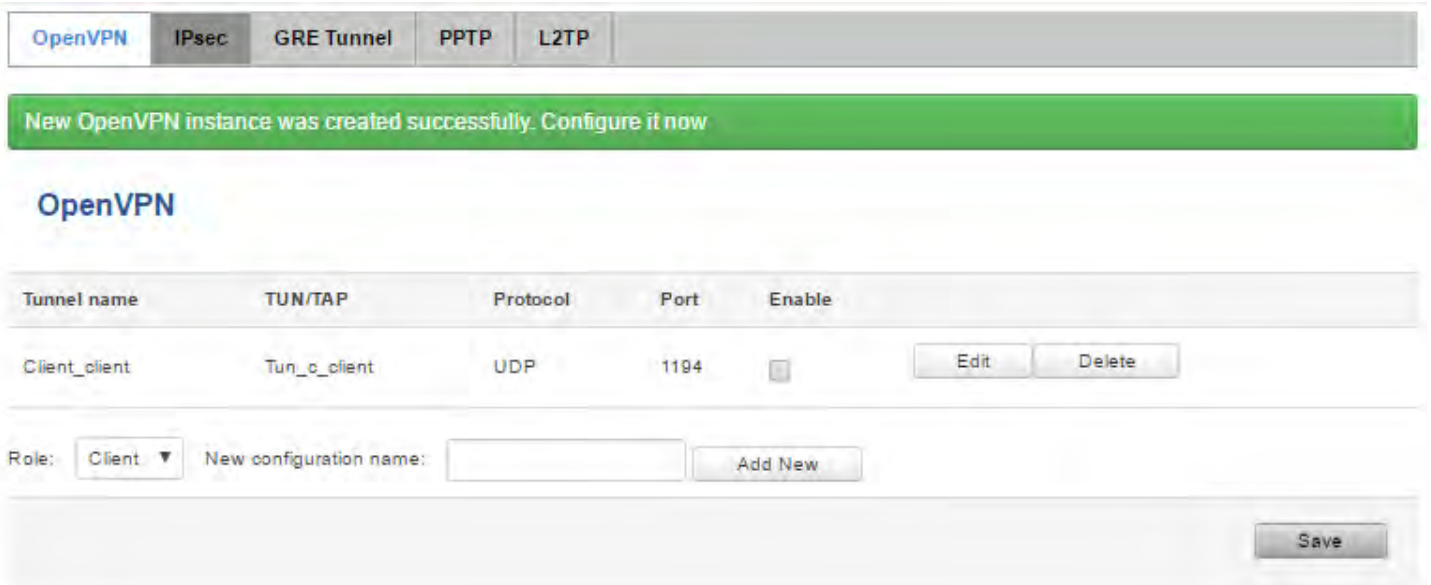 OpenVPN IPsec GRE Tunnel PPTP L2TP
New OpenVPN instance was created successfully. Configure it now
OpenVPN
Tunnel name TUN/TAP Protocol Port Enable
Client_client Tun_c_client UDP 1194 Edit Delete
Role: Client New configuration name: Add New
Save